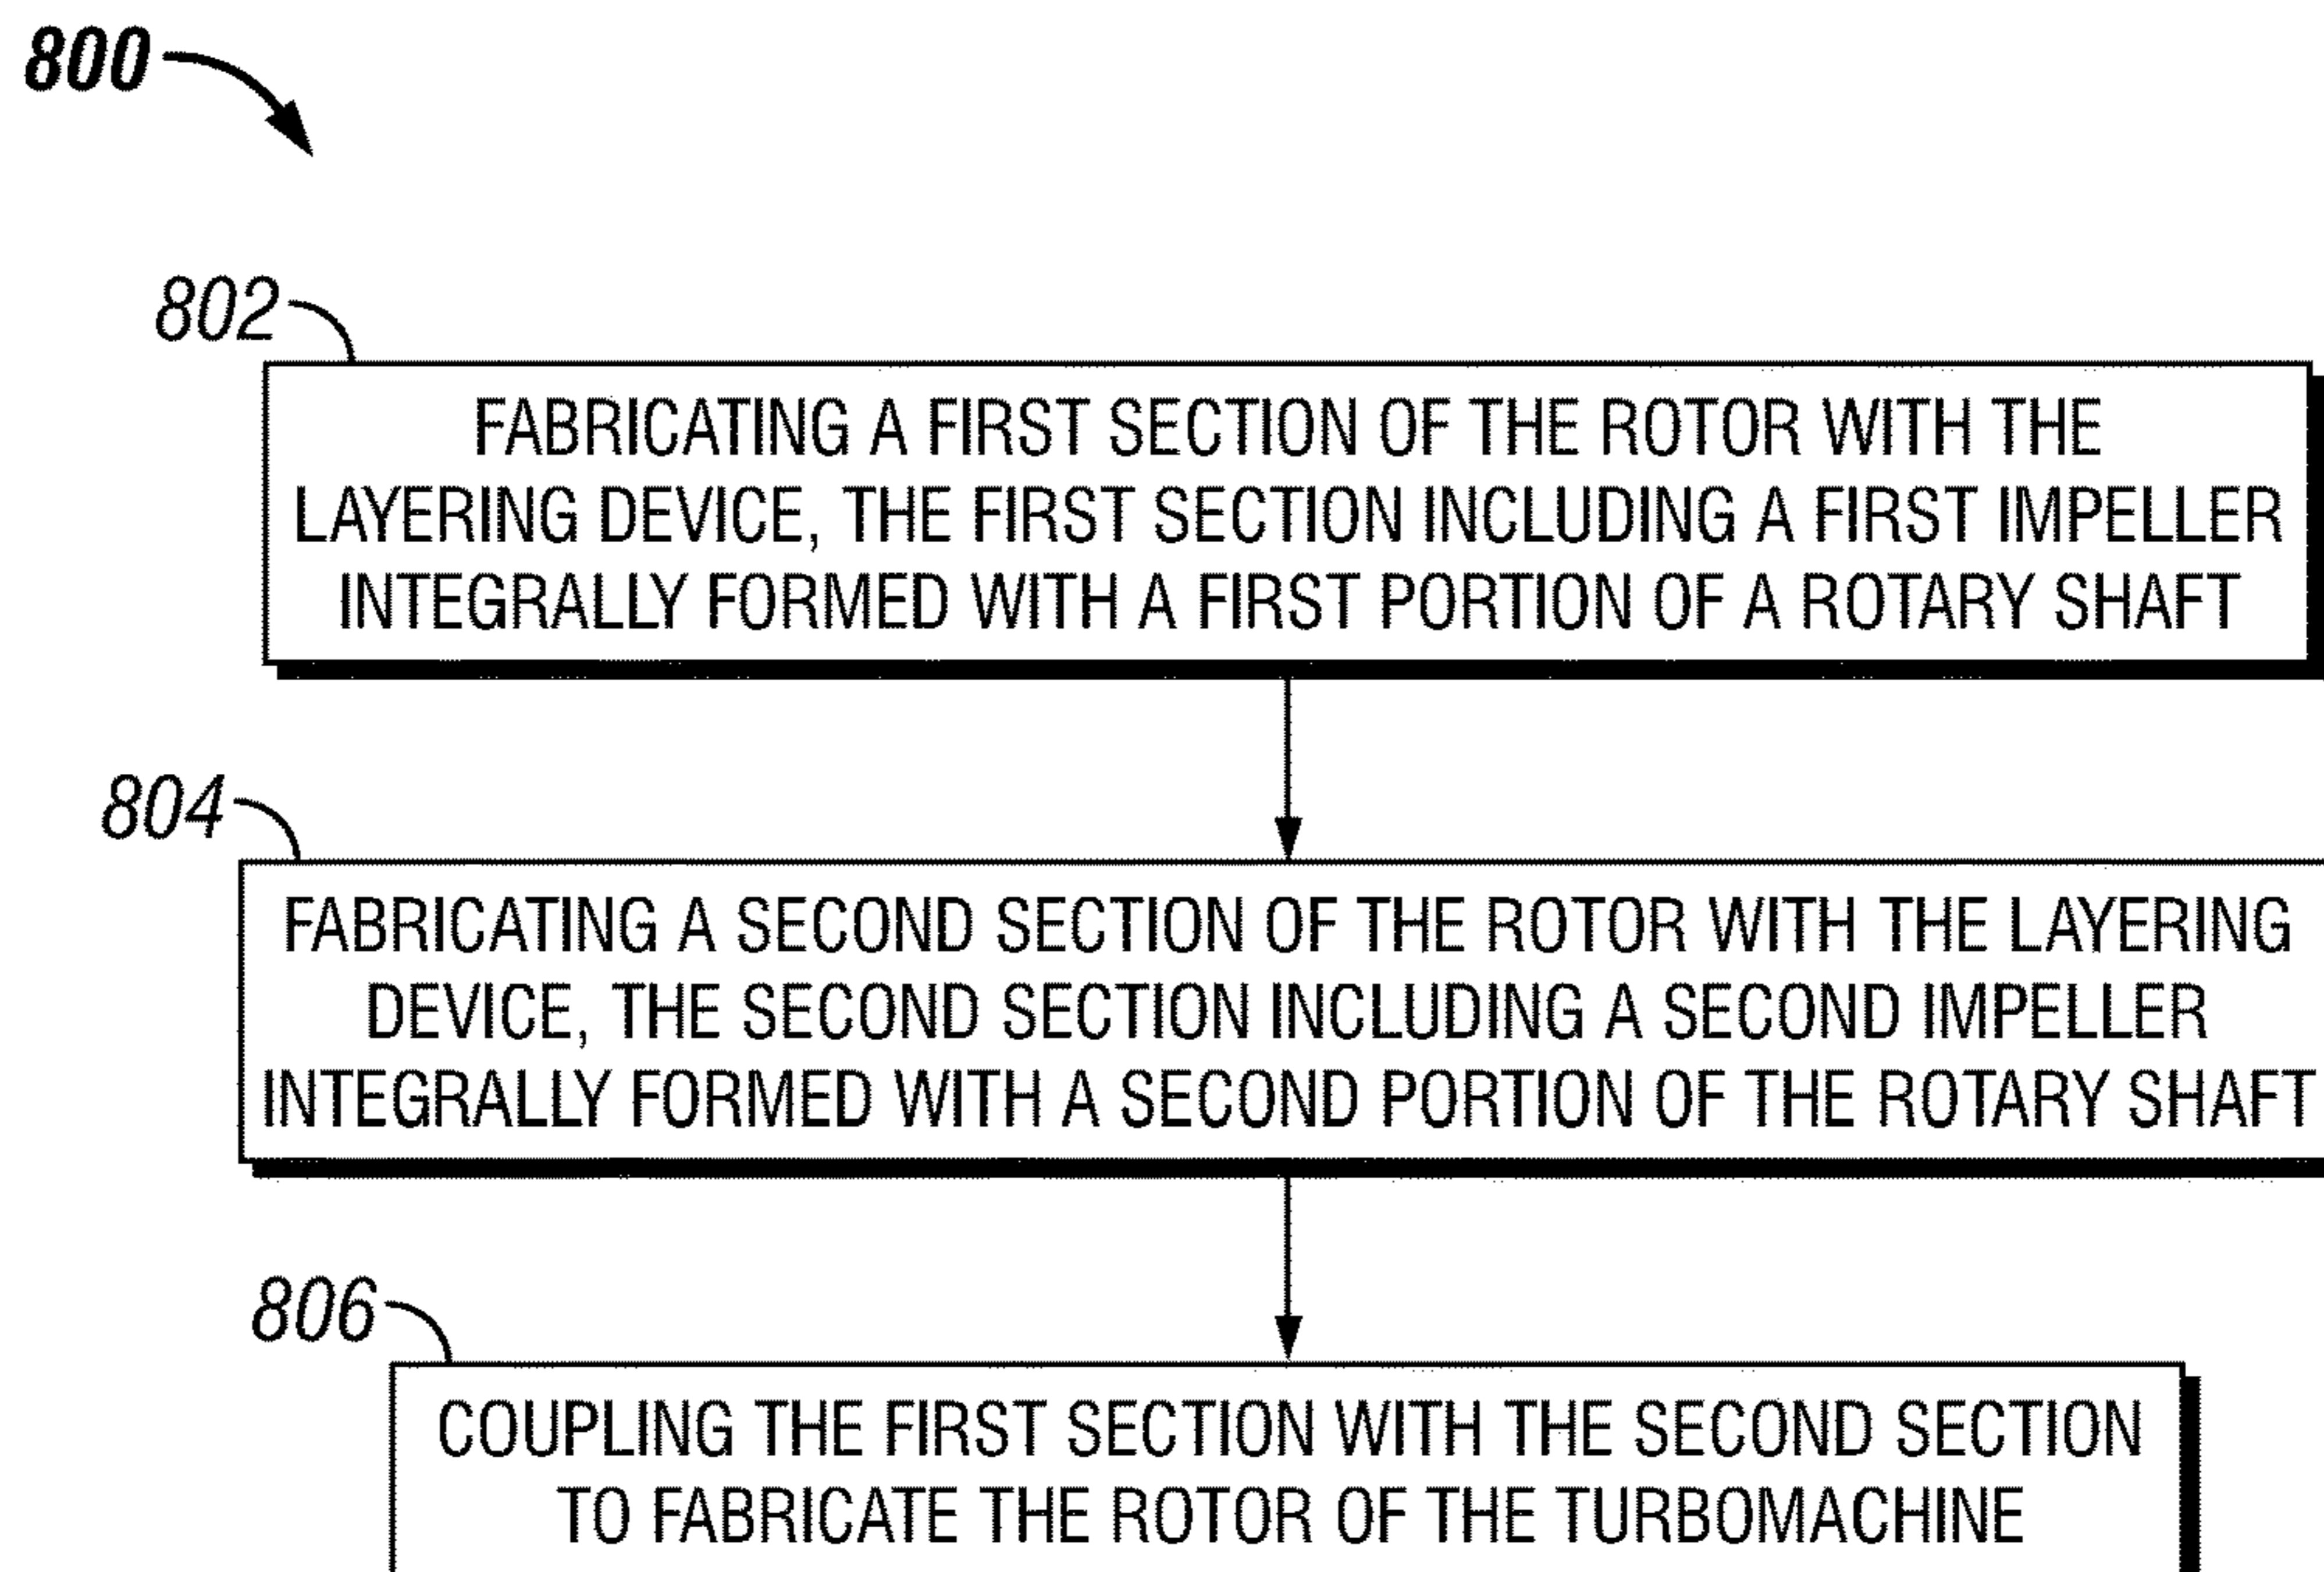 800
802
FABRICATING A FIRST SECTION OF THE ROTOR WITH THE
LAYERING DEVICE, THE FIRST SECTION INCLUDING A FIRST IMPELLER
INTEGRALLY FORMED WITH A FIRST PORTION OF A ROTARY SHAFT
804
FABRICATING A SECOND SECTION OF THE ROTOR WITH THE LAYERING
DEVICE, THE SECOND SECTION INCLUDING A SECOND IMPELLER
INTEGRALLY FORMED WITH A SECOND PORTION OF THE ROTARY SHAFT
806
COUPLING THE FIRST SECTION WITH THE SECOND SECTION
TO FABRICATE THE ROTOR OF THE TURBOMACHINE